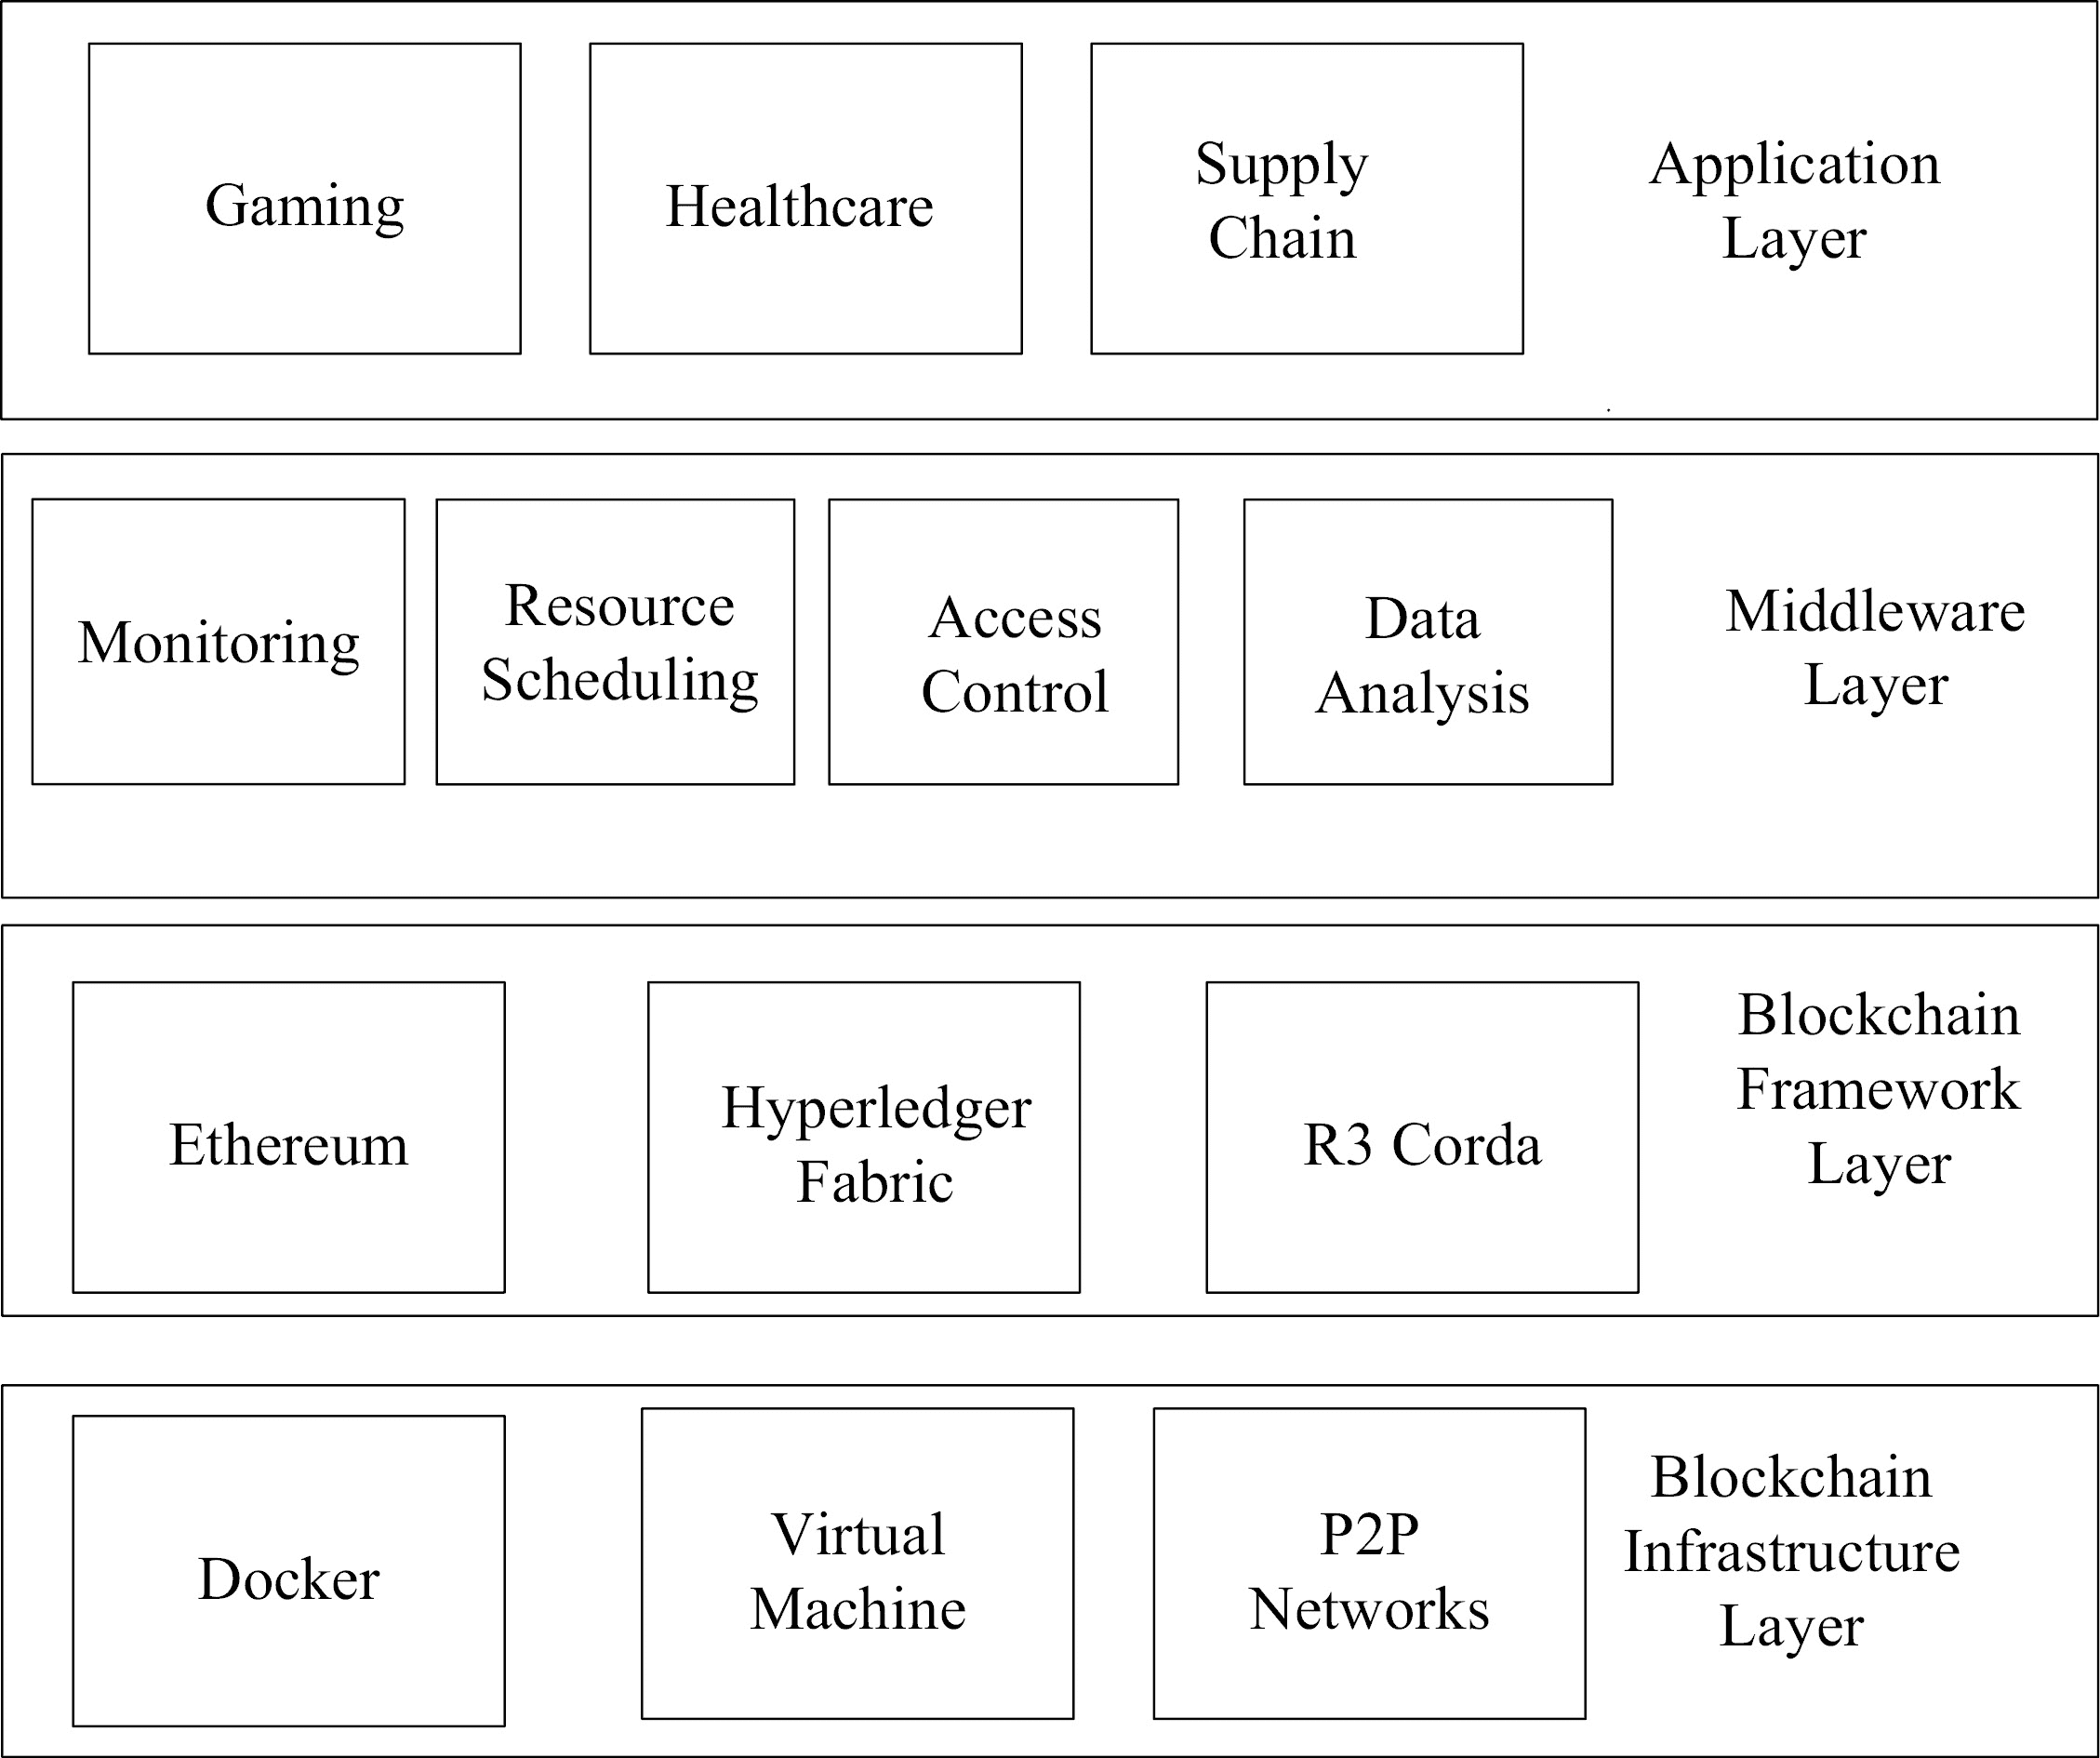 Gaming
Healthcare
Supply
Chain
Application
Layer
Monitoring
Resource
Scheduling
Access
Control
Data
Analysis
Middleware
Layer
Ethereum
Hyperledger
Fabric
R3 Corda
Blockchain
Framework
Layer
Docker
Virtual
Machine
P2P
Networks
Blockchain
Infrastructure
Layer